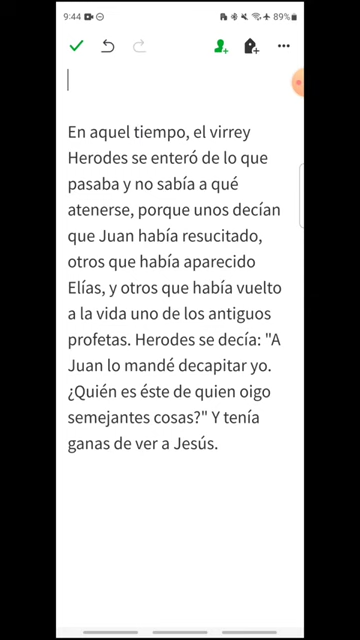 9:44 89%
En aquel tiempo, el virrey
Herodes se enteró de lo que
pasaba y no sabía a qué
atenerse, porque unos decían
que Juan había resucitado,
otros que había aparecido
Elías, y otros que había vuelto
a la vida uno de los antiguos
profetas. Herodes se decía: "A
Juan lo mandé decapitar yo.
¿Quién es éste de quien oigo
semejantes cosas?" Y tenía
ganas de ver a Jesús.